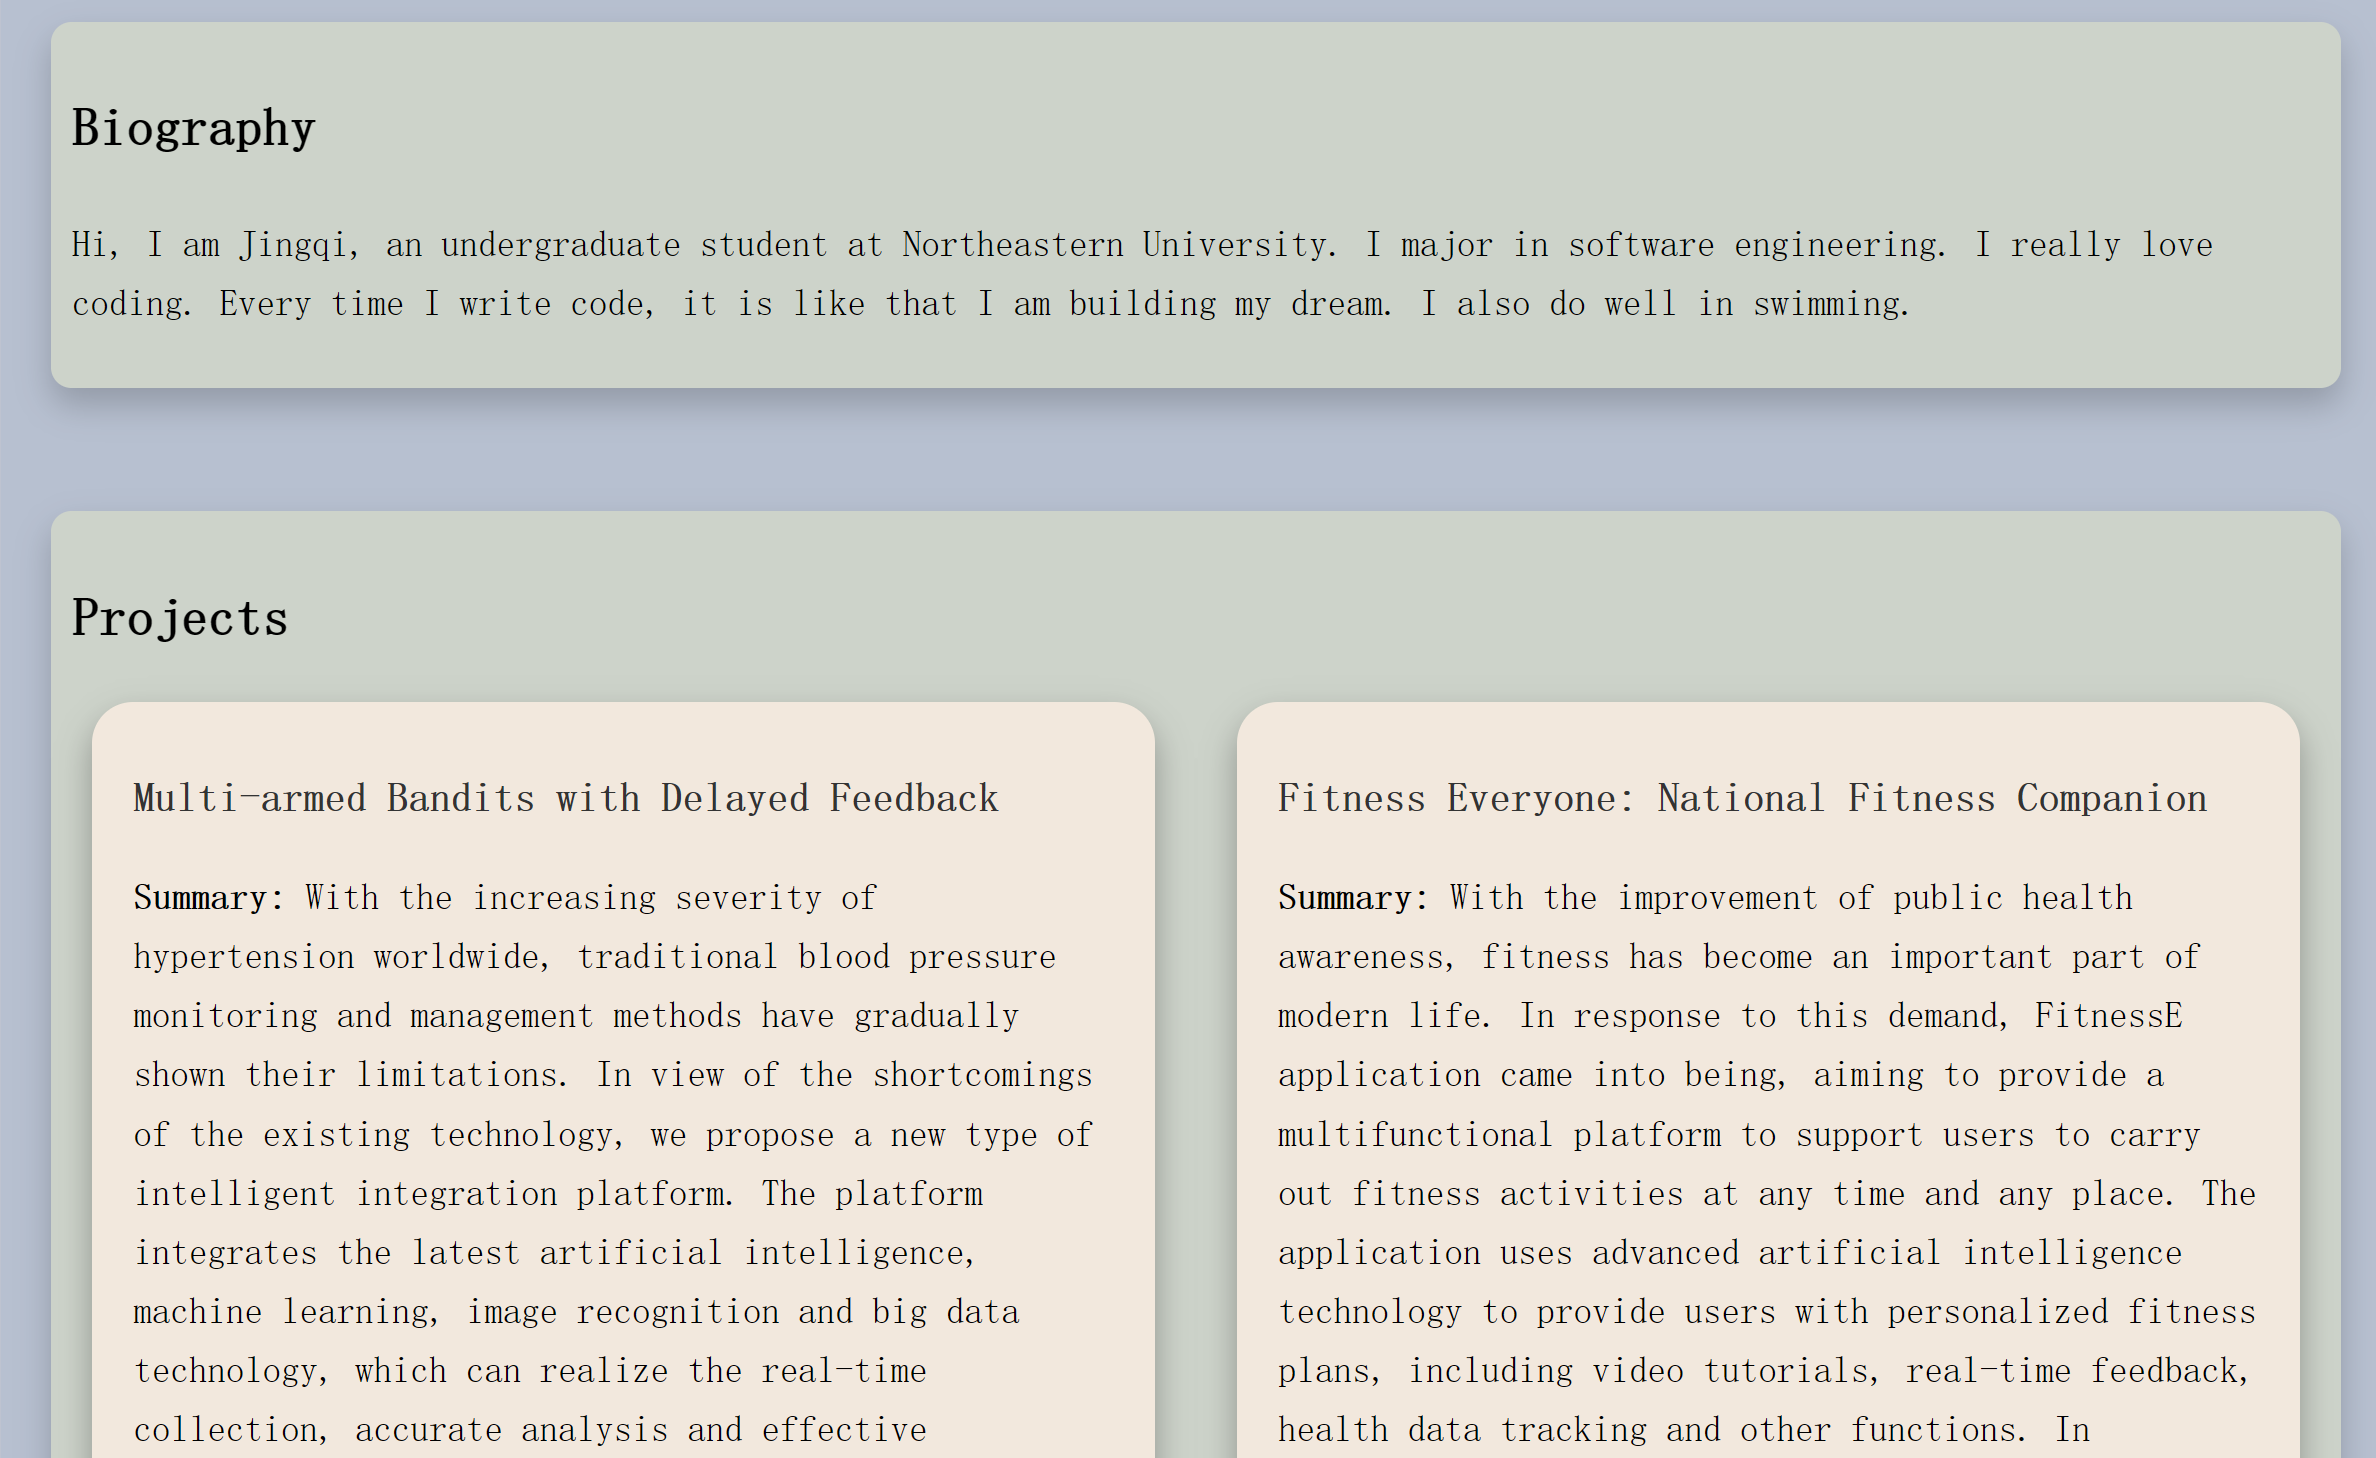 Biography
Hi, I am Jingqi, an undergraduate student at Northeastern University. I major in software engineering. I really love
coding. Every time I write code, it is like that I am building my dream. I also do well in swimming.
Projects
Multi-armed Bandits with Delayed Feedback
Summary: With the increasing severity of
hypertension worldwide, traditional blood pressure
monitoring and management methods have gradually
shown their limitations. In view of the shortcomings
of the existing technology, we propose a new type of
intelligent integration platform. The platform
integrates the latest artificial intelligence,
machine learning, image recognition and big data
technology, which can realize the real-time
collection, accurate analysis and effective
Fitness Everyone: National Fitness Companion
Summary: With the improvement of public health
awareness, fitness has become an important part of
modern life. In response to this demand, FitnessE
application came into being, aiming to provide a
multifunctional platform to support users to carry
out fitness activities at any time and any place. The
application uses advanced artificial intelligence
technology to provide users with personalized fitness
plans, including video tutorials, real-time feedback,
health data tracking and other functions. In